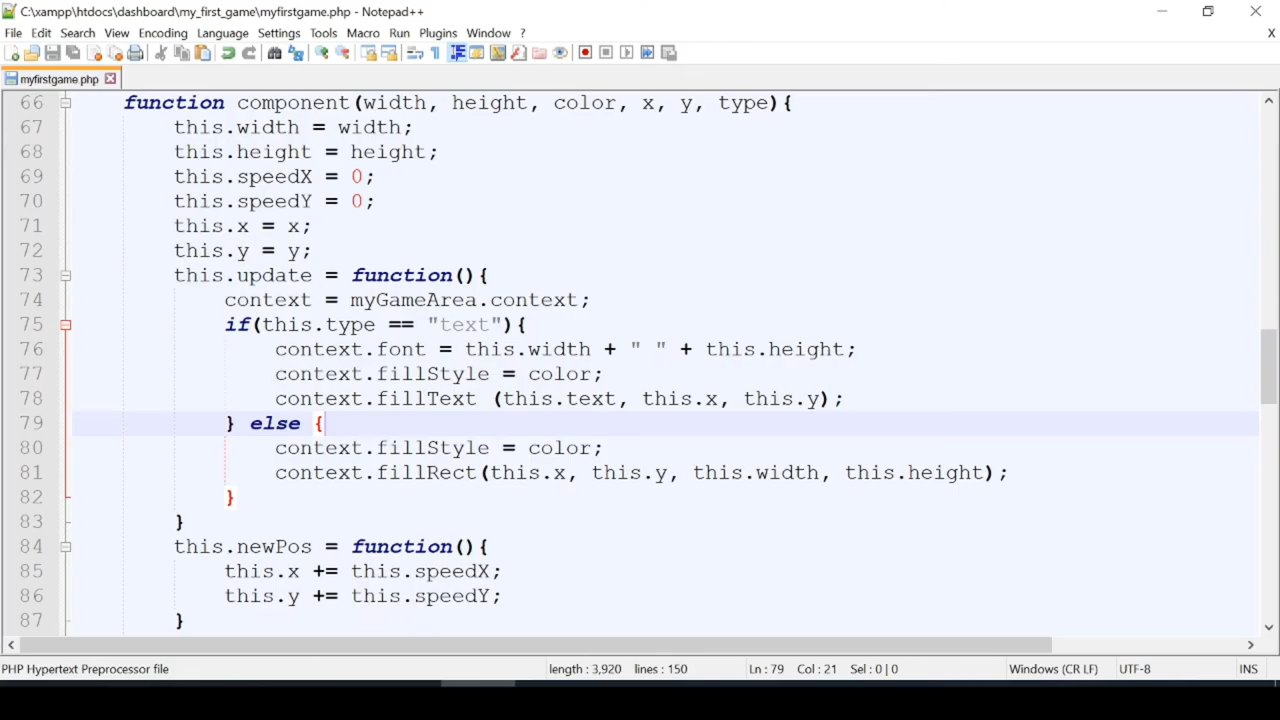 C:\xampp\htdocs\dashboard\my_first_game\myfirstgame.php - Notepad++
File Edit Search View Encoding Language Settings Tools Macro Run Plugins Window ? X
myfirstgame.php
66 function component(width, height, color, x, y, type){
67 this.width = width;
68 this.height = height;
69 this.speedX = 0;
70 this.speedY = 0;
71 this.x = x;
72 this.y = y;
73 this.update = function(){
74 context = myGameArea.context;
75 if(this.type == "text"){
76 context.font = this.width + " " + this.height;
77 context.fillStyle = color;
78 context.fillText (this.text, this.x, this.y);
79 } else {
80 context.fillStyle = color;
81 context.fillRect(this.x, this.y, this.width, this.height);
82 }
83 }
84 this.newPos = function(){
85 this.x += this.speedX;
86 this.y += this.speedY;
87 }
PHP Hypertext Preprocessor file length : 3,920 lines : 150 Ln : 79 Col : 21 Sel : 0 | 0 Windows (CR LF) UTF-8 INS